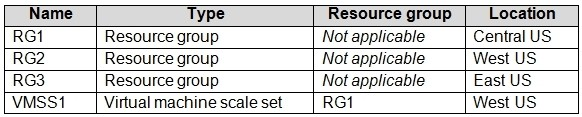 Name Type Resource group Location
RG1 Resource group Not applicable Central US
RG2 Resource group Not applicable West US
RG3 Resource group Not applicable East US
VMSS1 Virtual machine scale set RG1 West US